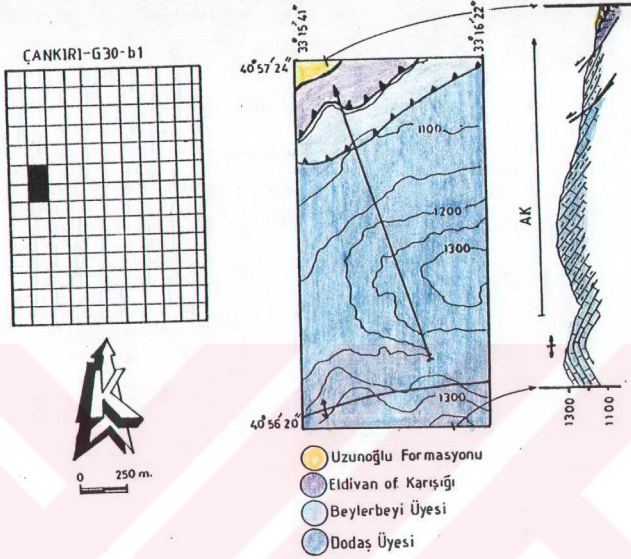 ÇANKIRI-G30-b1
33°15'41"
33°16'22"
40°57'24"
1100
1200
1300
1300
40°56'20"
AK
1300
1100
0 250 m.
Uzunoğlu Formasyonu
Eldivan of. Karışığı
Beylerbeyi Üyesi
Dodaş Üyesi